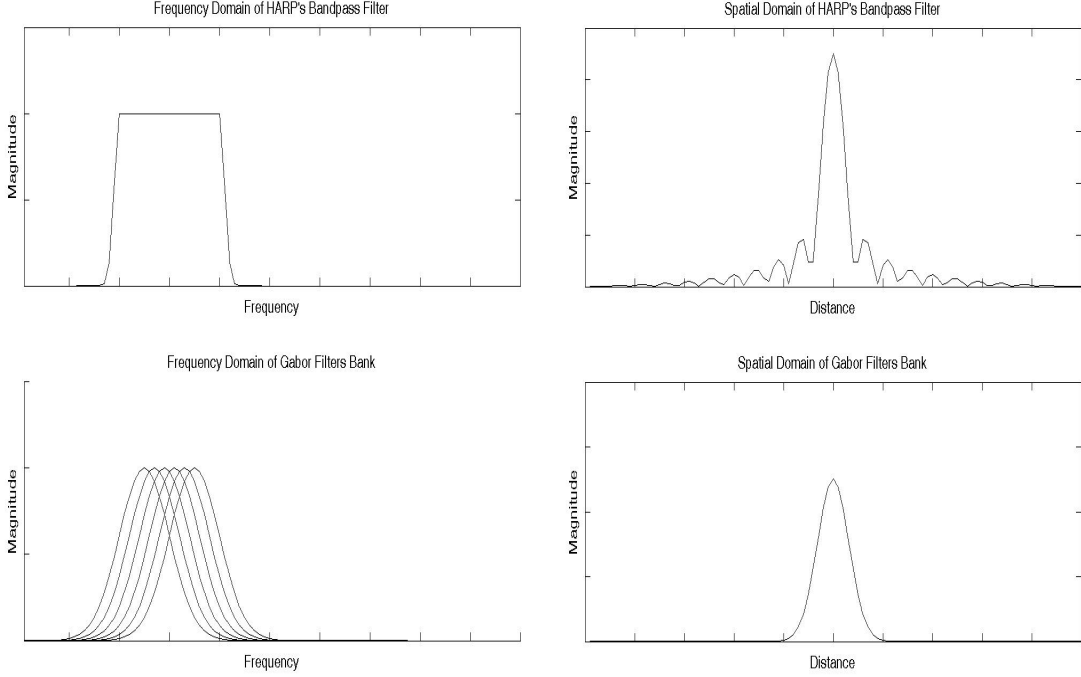 Frequency Domain of HARP's Bandpass Filter
Magnitude
Frequency
Spatial Domain of HARP's Bandpass Filter
Magnitude
Distance
Frequency Domain of Gabor Filters Bank
Magnitude
Frequency
Spatial Domain of Gabor Filters Bank
Magnitude
Distance